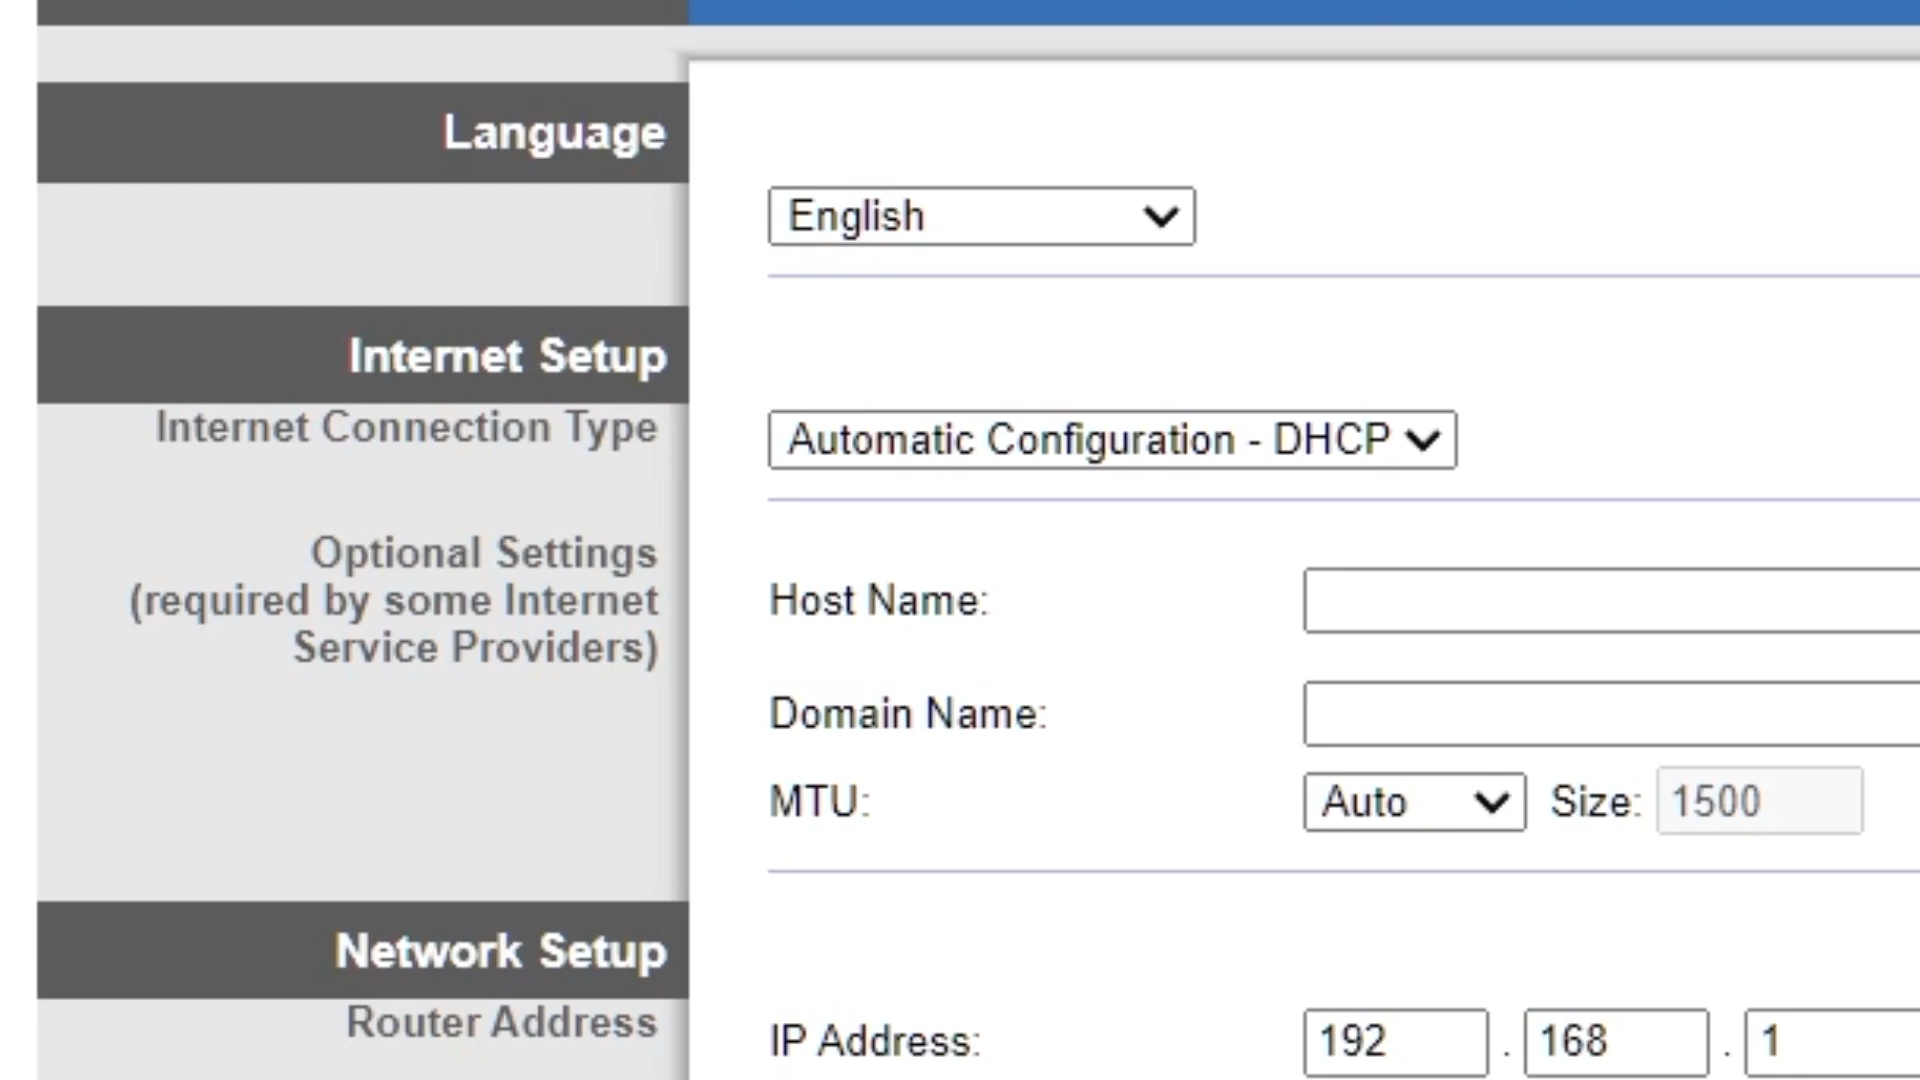 Language
English
Internet Setup
Internet Connection Type
Automatic Configuration - DHCP
Optional Settings
(required by some Internet
Service Providers)
Host Name:
Domain Name:
MTU: Auto Size: 1500
Network Setup
Router Address
IP Address: 192 . 168 . 1